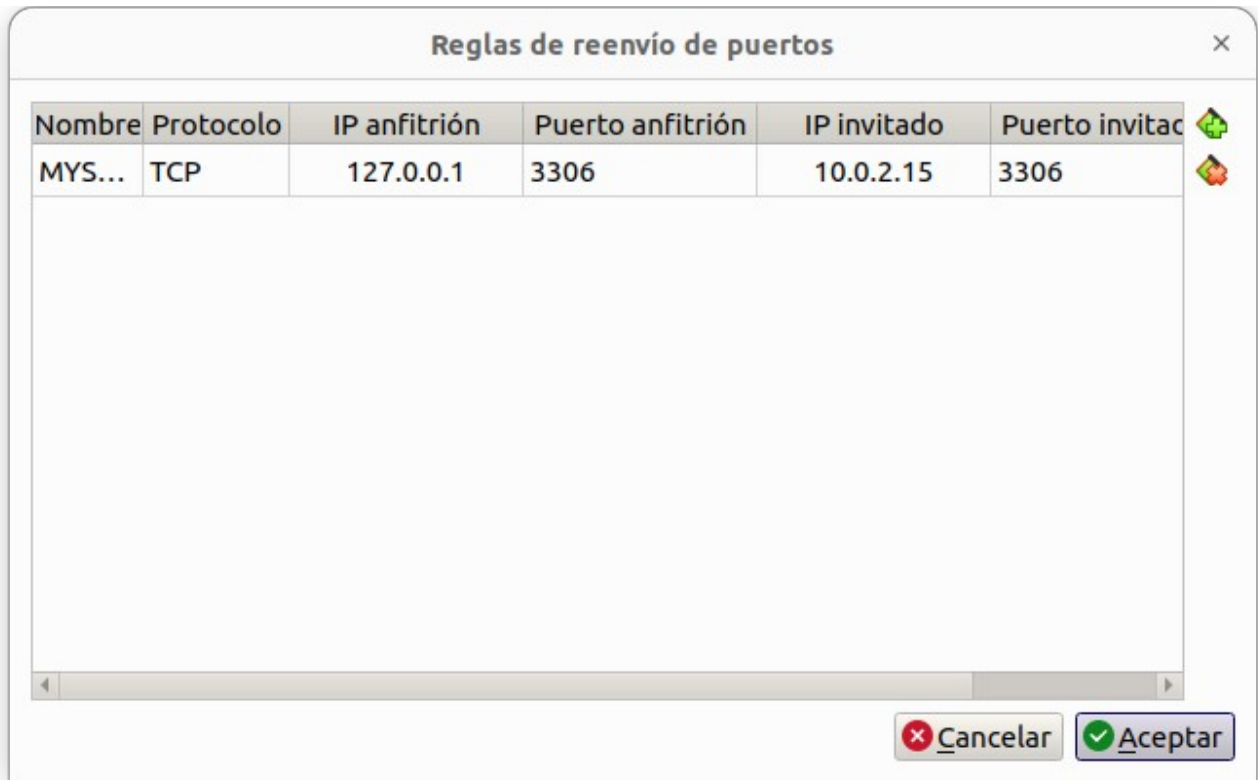 Reglas de reenvío de puertos
Nombre Protocolo IP anfitrión Puerto anfitrión IP invitado Puerto invitac
MYS... TCP 127.0.0.1 3306 10.0.2.15 3306
Cancelar Aceptar